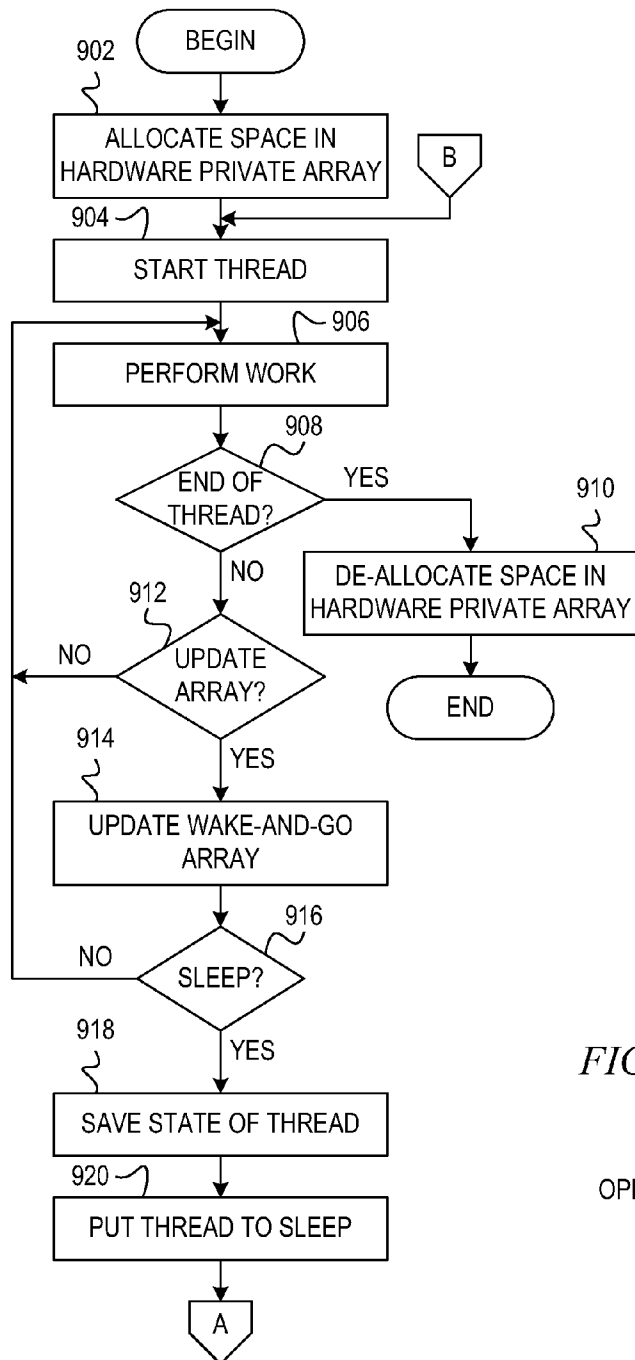 BEGIN
902
ALLOCATE SPACE IN
HARDWARE PRIVATE ARRAY
B
904
START THREAD
906
PERFORM WORK
908
END OF
THREAD?
YES
910
NO
DE-ALLOCATE SPACE IN
HARDWARE PRIVATE ARRAY
912
NO
UPDATE
ARRAY?
END
914
YES
UPDATE WAKE-AND-GO
ARRAY
916
NO
SLEEP?
918
YES
SAVE STATE OF THREAD
920
PUT THREAD TO SLEEP
A